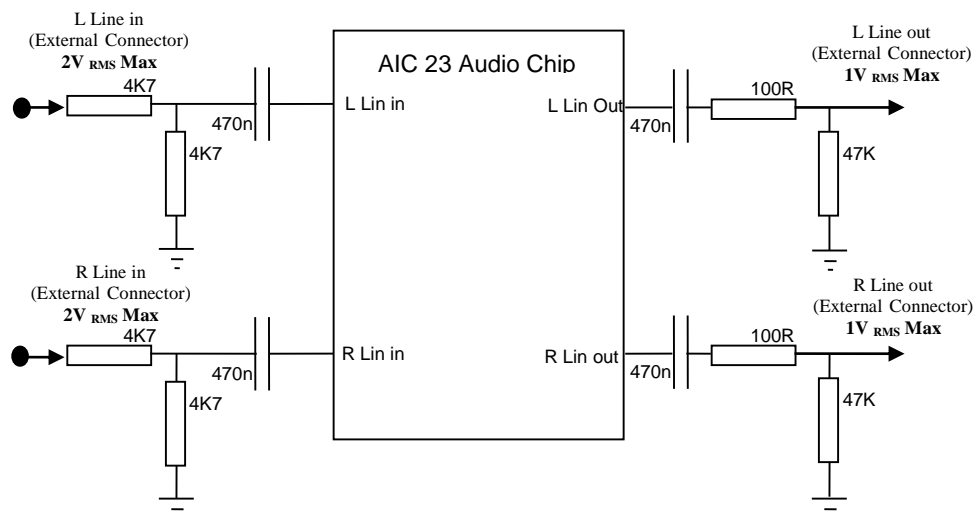 L Line in
(External Connector)
2V RMS Max
4K7
470n
4K7
AIC 23 Audio Chip
L Lin in
L Lin Out
470n
100R
L Line out
(External Connector)
1V RMS Max
47K
R Line in
(External Connector)
2V RMS Max
4K7
470n
4K7
R Lin in
R Lin out
470n
100R
R Line out
(External Connector)
1V RMS Max
47K